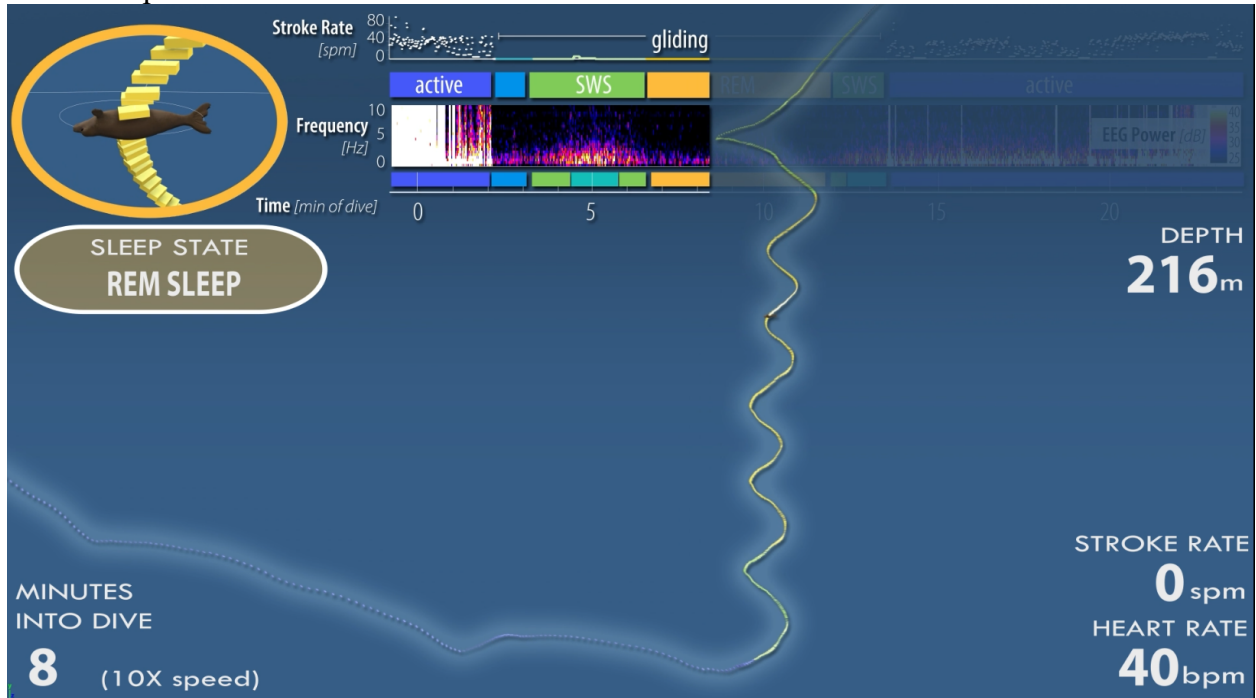 Stroke Rate
[spm]
80
40
0
gliding
active
SWS
REM
SWS
active
Frequency
[Hz]
10
5
0
EEG Power [dB]
Time [min of dive]
0
5
10
15
20
SLEEP STATE
REM SLEEP
DEPTH
216m
STROKE RATE
0 spm
HEART RATE
40bpm
MINUTES
INTO DIVE
8 (10X speed)